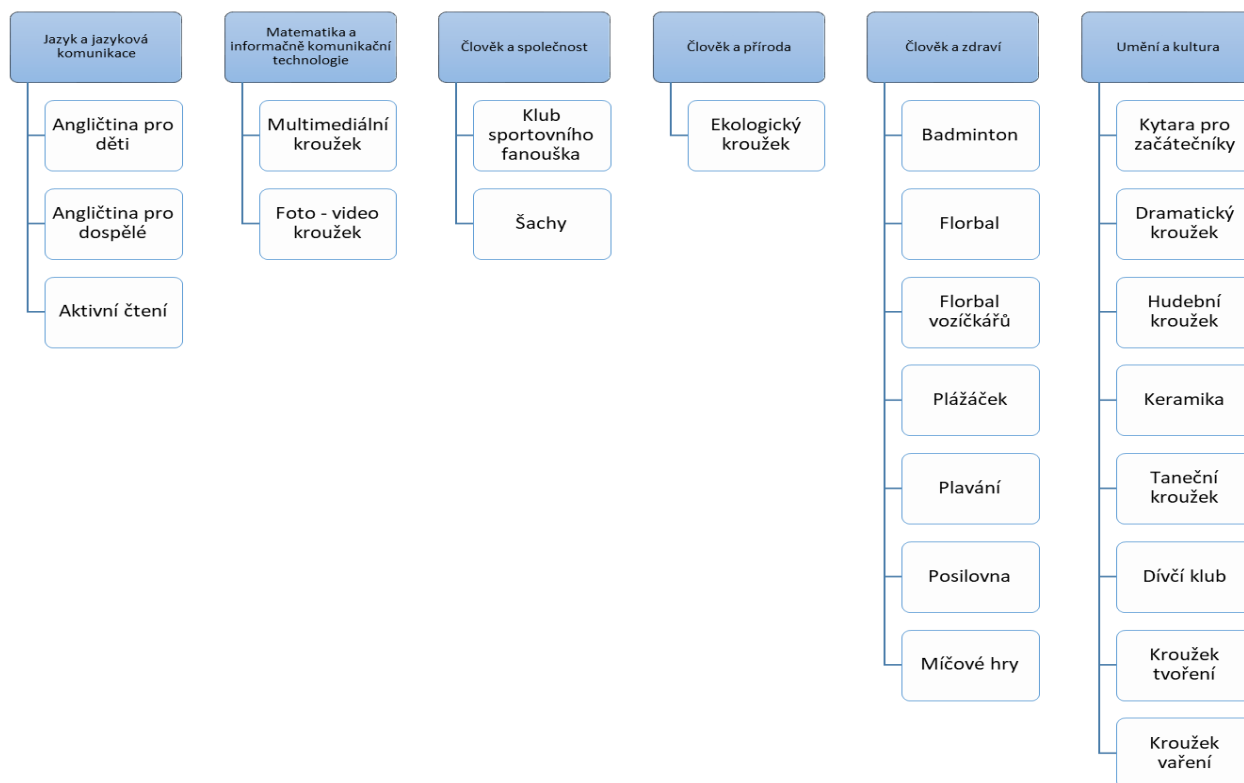 Jazyk a jazyková
komunikace
Angličtina pro
děti
Angličtina pro
dospělé
Aktivní čtení
Matematika a
informačně komunikační
technologie
Multimediální
kroužek
Foto - video
kroužek
Člověk a společnost
Klub
sportovního
fanouška
Šachy
Člověk a příroda
Ekologický
kroužek
Člověk a zdraví
Badminton
Florbal
Florbal
vozíčkářů
Plážáček
Plavání
Posilovna
Míčové hry
Umění a kultura
Kytara pro
začátečníky
Dramatický
kroužek
Hudební
kroužek
Keramika
Taneční
kroužek
Dívčí klub
Kroužek
tvoření
Kroužek
vaření